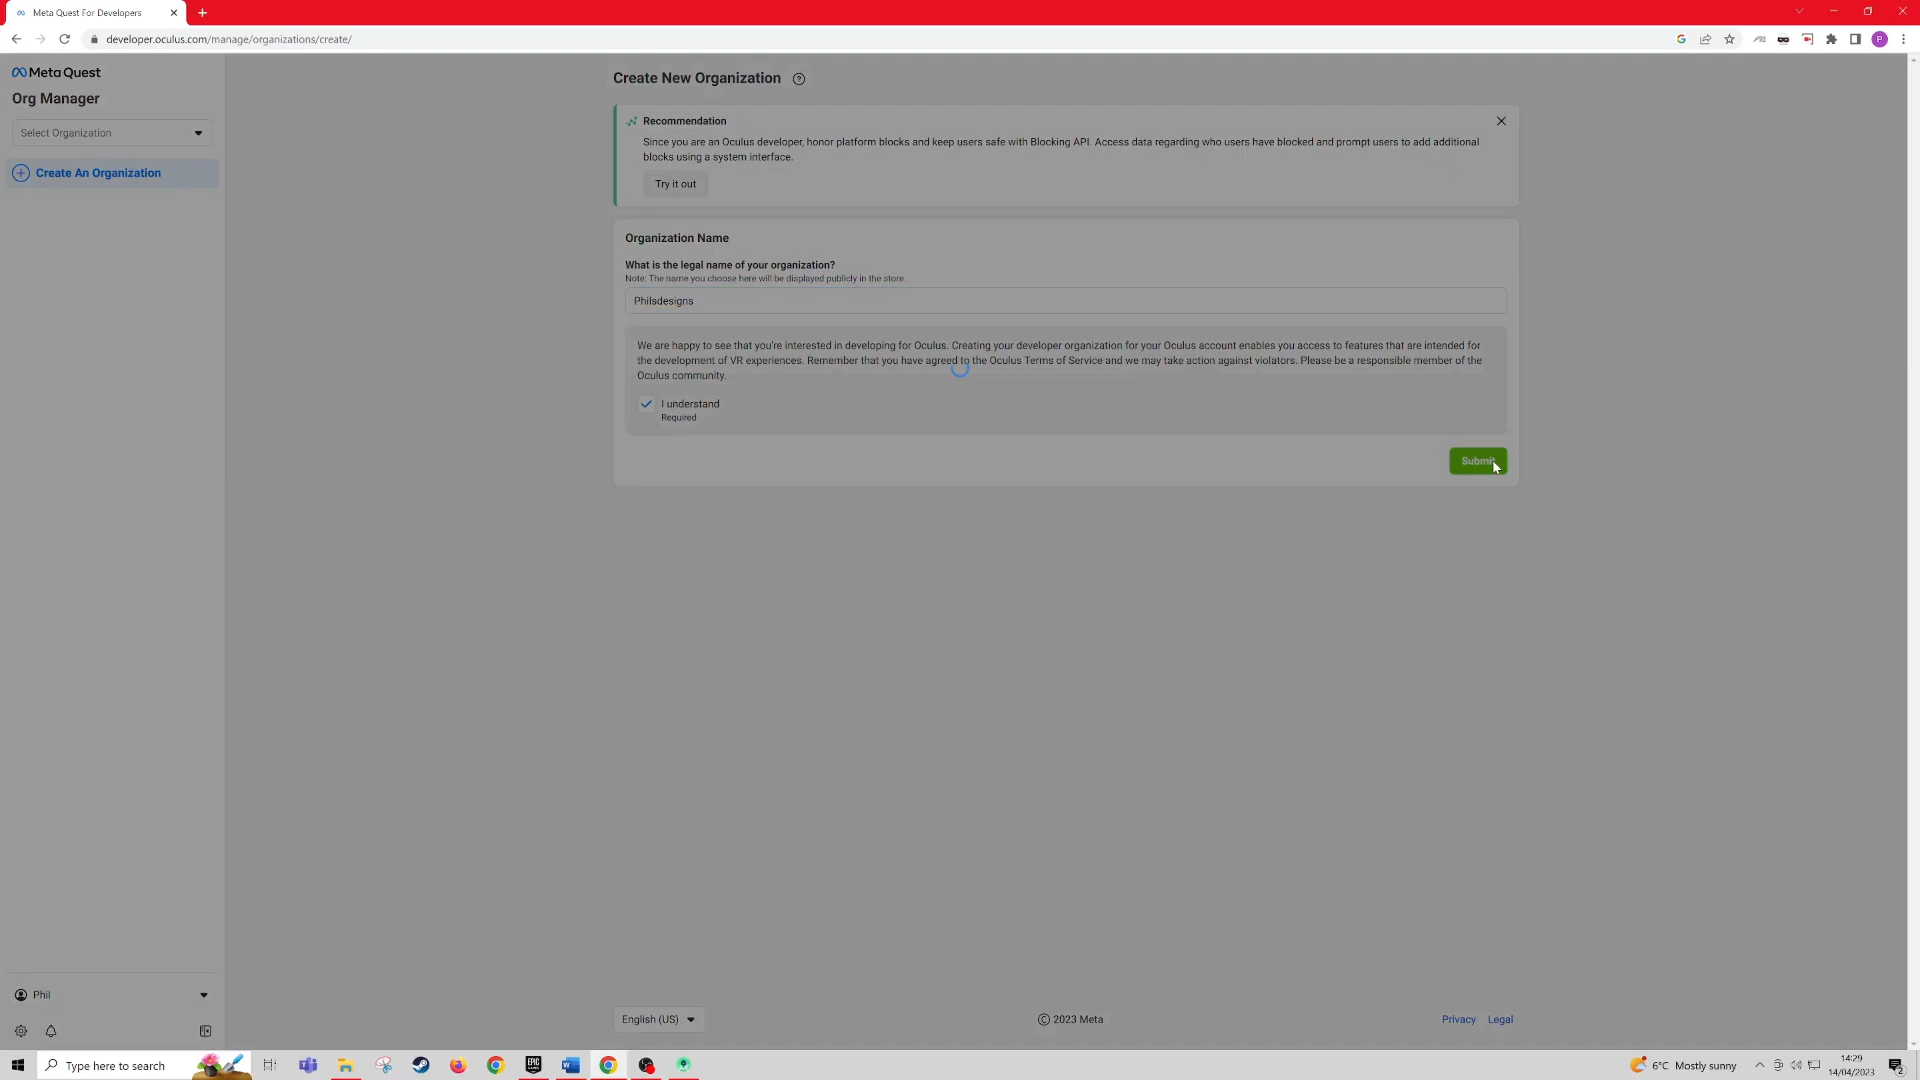 Meta Quest For Developers
developer.oculus.com/manage/organizations/create/
P
Meta Quest
Org Manager
Select Organization
Create An Organization
Create New Organization
Recommendation
Since you are an Oculus developer, honor platform blocks and keep users safe with Blocking API. Access data regarding who users have blocked and prompt users to add additional
blocks using a system interface.
Try it out
Organization Name
What is the legal name of your organization?
Note: The name you choose here will be displayed publicly in the store.
Philsdesigns
We are happy to see that you're interested in developing for Oculus. Creating your developer organization for your Oculus account enables you access to features that are intended for
the development of VR experiences. Remember that you have agreed to the Oculus Terms of Service and we may take action against violators. Please be a responsible member of the
Oculus community.
I understand
Required
Submit
Phil
English (US)
© 2023 Meta
Privacy
Legal
Type here to search
EPIC
GAMES
6°C Mostly sunny
14:29
14/04/2023
2